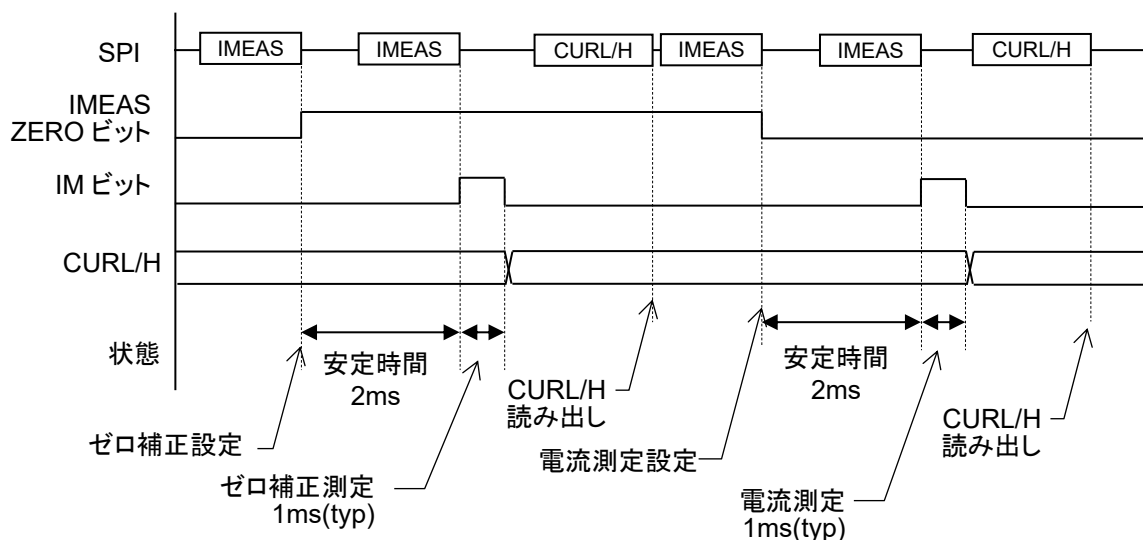 SPI
IMEAS
IMEAS
CURL/H
IMEAS
IMEAS
CURL/H
IMEAS
ZERO ビット
IM ビット
CURL/H
状態
安定時間
2ms
安定時間
2ms
CURL/H
読み出し
CURL/H
読み出し
ゼロ補正設定
電流測定設定
ゼロ補正測定
1ms(typ)
電流測定
1ms(typ)